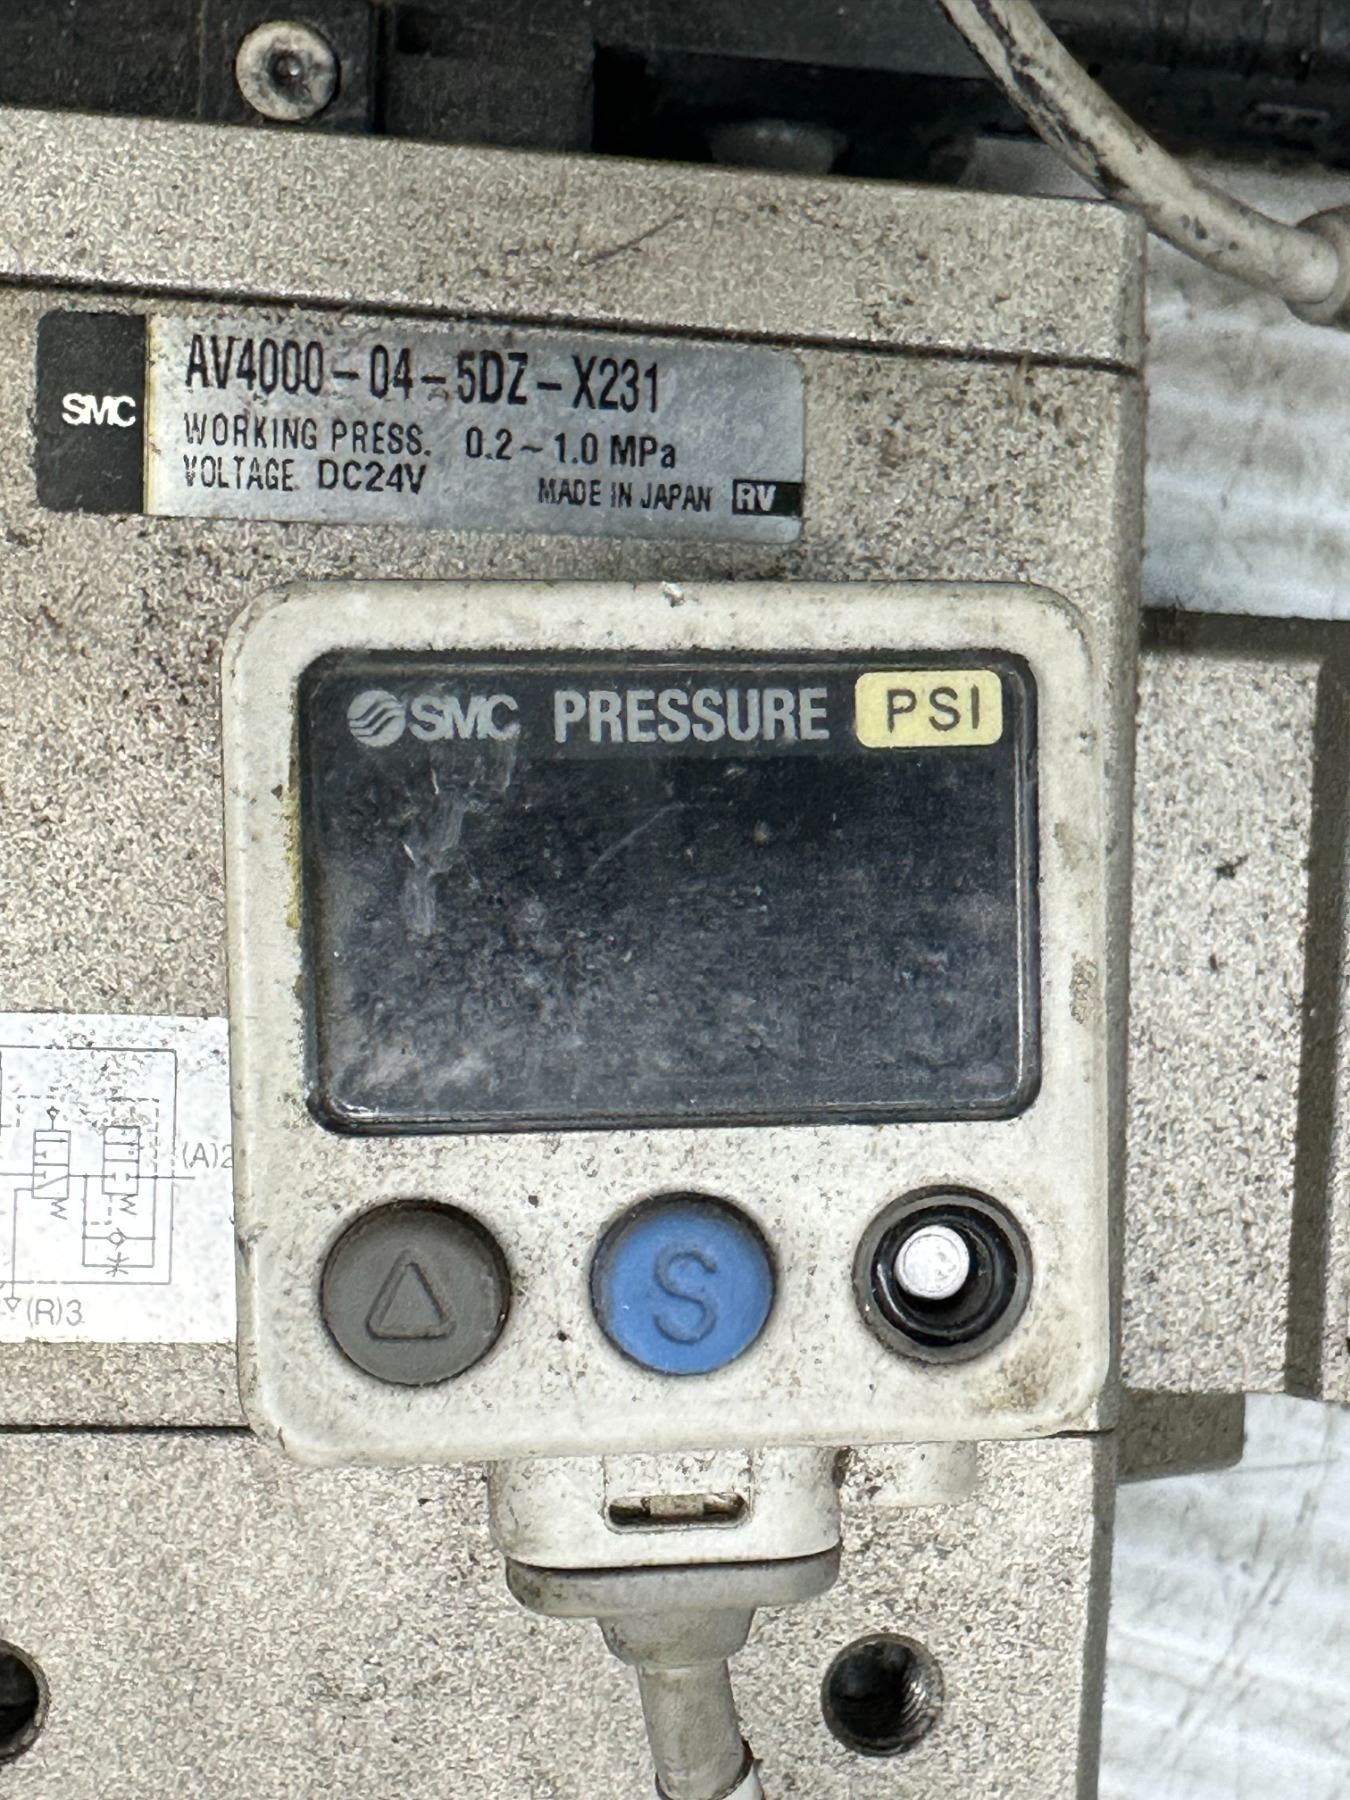 SMC
AV4000-04-5DZ-X231
WORKING PRESS. 0.2~1.0 MPa
VOLTAGE DC24V
MADE IN JAPAN RV
SMC PRESSURE PSI
(A)2
(R)3
S